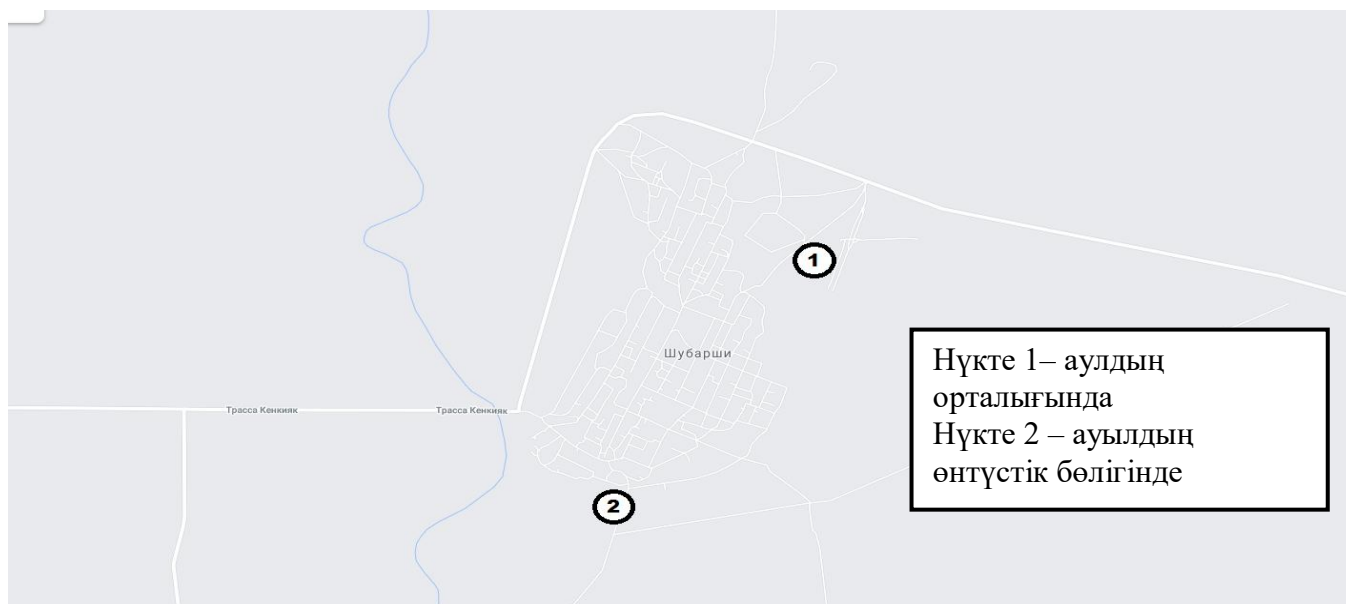 1
Шубарши
Нүкте 1– аулдың
орталығында
Нүкте 2 – ауылдың
өнтүстік бөлігінде
Трасса Кенкияк
Трасса Кенкияк
2